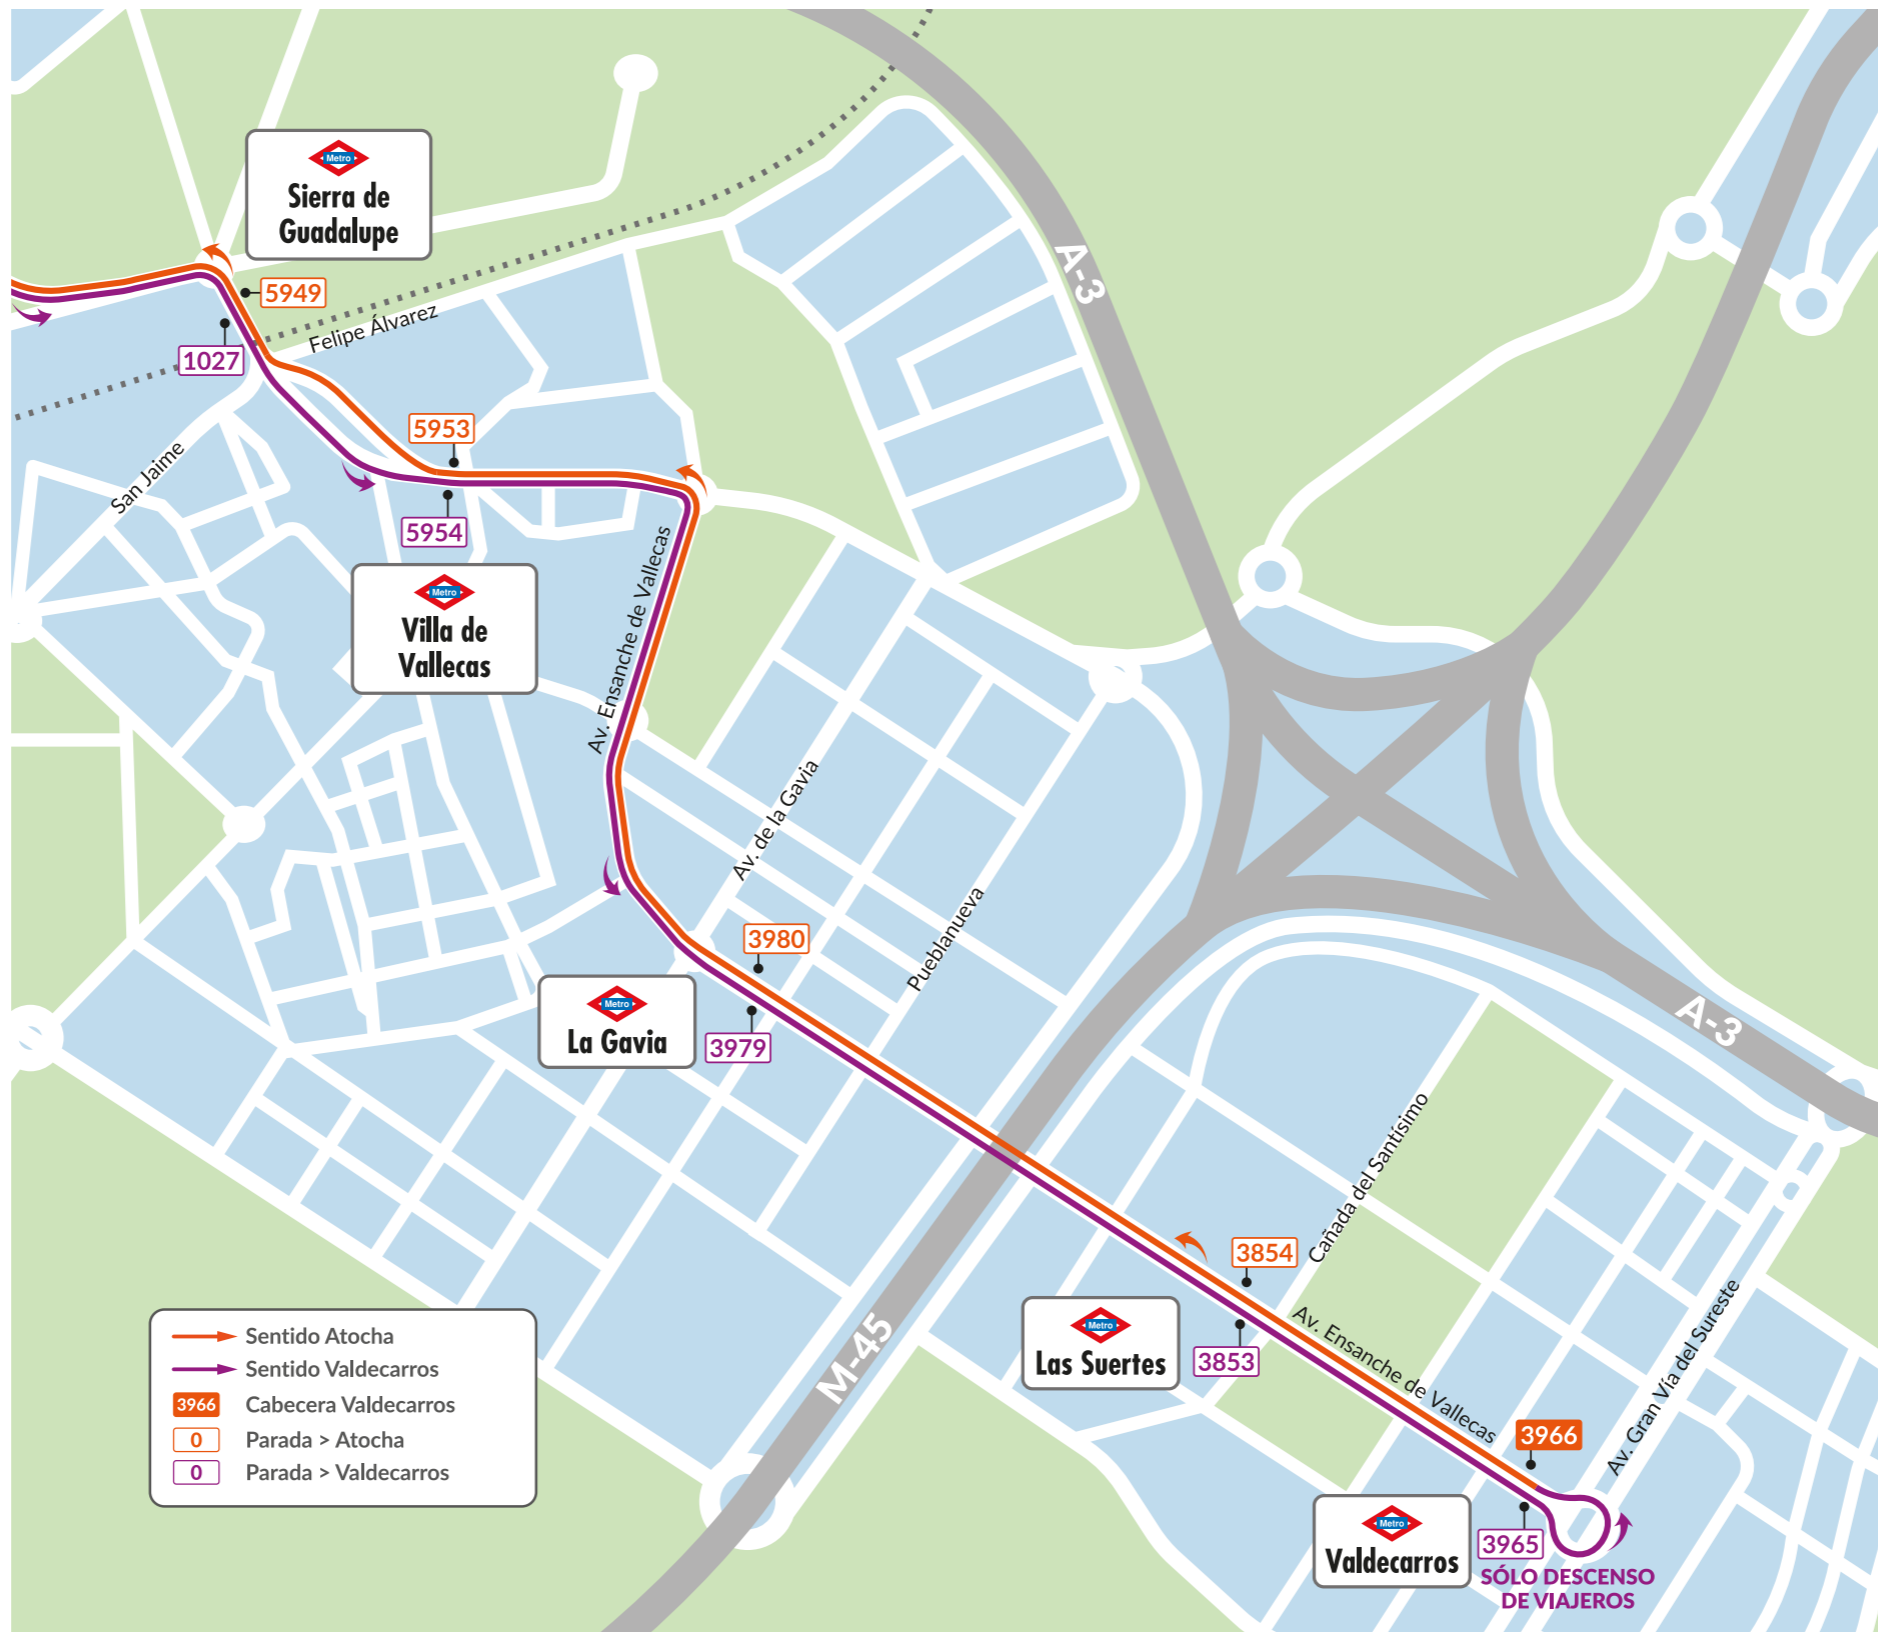 Metro
Sierra de
Guadalupe
A-3
5949
Felipe Álvarez
1027
5953
San Jaime
5954
Av. Ensanche de Vallecas
Metro
Villa de
Vallecas
Av. de la Gavia
Pueblanueva
3980
Metro
La Gavia
3979
A-3
Cañada del Santísimo
3854
Metro
Las Suertes
3853
Av. Ensanche de Vallecas
Av. Gran Vía del Sureste
M-45
Sentido Atocha
Sentido Valdecarros
3966
Cabecera Valdecarros
0
Parada > Atocha
0
Parada > Valdecarros
3966
Metro
Valdecarros
3965
SÓLO DESCENSO
DE VIAJEROS